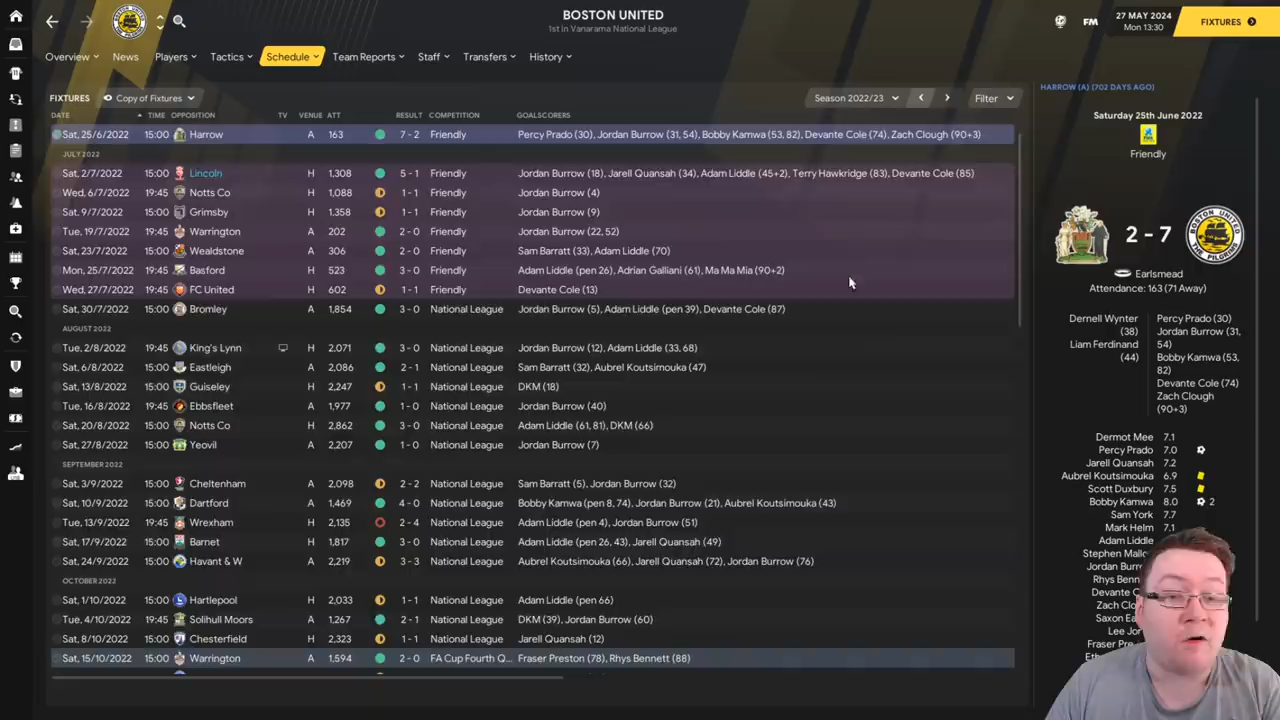 BOSTON UNITED
1st in Vanarama National League
FM
27 MAY 2024
Mon 13:30
FIXTURES
Overview News Players Tactics Schedule Team Reports Staff Transfers History
FIXTURES Copy of Fixtures Season 2022/23 Filter
DATE TIME OPPOSITION TV VENUE ATT RESULT COMPETITION GOALSCORERS
Sat, 25/6/2022 15:00 Harrow A 163 7 - 2 Friendly Percy Prado (30), Jordan Burrow (31, 54), Bobby Kamwa (53, 82), Devante Cole (74), Zach Clough (90+3)
JULY 2022
Sat, 2/7/2022 15:00 Lincoln H 1,308 5 - 1 Friendly Jordan Burrow (18), Jarell Quansah (34), Adam Liddle (45+2), Terry Hawkridge (83), Devante Cole (85)
Wed, 6/7/2022 19:45 Notts Co H 1,088 1 - 1 Friendly Jordan Burrow (4)
Sat, 9/7/2022 15:00 Grimsby H 1,358 1 - 1 Friendly Jordan Burrow (9)
Tue, 19/7/2022 19:45 Warrington A 202 2 - 0 Friendly Jordan Burrow (22, 52)
Sat, 23/7/2022 15:00 Wealdstone A 306 2 - 0 Friendly Sam Barratt (33), Adam Liddle (70)
Mon, 25/7/2022 19:45 Basford H 523 3 - 0 Friendly Adam Liddle (pen 26), Adrian Galliani (61), Ma Ma Mia (90+2)
Wed, 27/7/2022 19:45 FC United H 602 1 - 1 Friendly Devante Cole (13)
Sat, 30/7/2022 15:00 Bromley A 1,854 3 - 0 National League Jordan Burrow (5), Adam Liddle (pen 39), Devante Cole (87)
AUGUST 2022
Tue, 2/8/2022 19:45 King's Lynn H 2,071 3 - 0 National League Jordan Burrow (12), Adam Liddle (33, 68)
Sat, 6/8/2022 15:00 Eastleigh A 2,086 2 - 1 National League Sam Barratt (32), Aubrel Koutsimouka (47)
Sat, 13/8/2022 15:00 Guiseley H 2,247 1 - 1 National League DKM (18)
Tue, 16/8/2022 19:45 Ebbsfleet A 1,977 1 - 0 National League Jordan Burrow (40)
Sat, 20/8/2022 15:00 Notts Co H 2,862 3 - 0 National League Adam Liddle (61, 81), DKM (66)
Sat, 27/8/2022 15:00 Yeovil A 2,207 1 - 0 National League Jordan Burrow (7)
SEPTEMBER 2022
Sat, 3/9/2022 15:00 Cheltenham H 2,098 2 - 2 National League Sam Barratt (5), Jordan Burrow (32)
Sat, 10/9/2022 15:00 Dartford A 1,469 4 - 0 National League Bobby Kamwa (pen 8, 74), Jordan Burrow (21), Aubrel Koutsimouka (43)
Tue, 13/9/2022 19:45 Wrexham H 2,135 2 - 4 National League Adam Liddle (pen 4), Jordan Burrow (51)
Sat, 17/9/2022 15:00 Barnet H 1,817 3 - 0 National League Adam Liddle (pen 26, 43), Jarell Quansah (49)
Sat, 24/9/2022 15:00 Havant & W A 2,219 3 - 3 National League Aubrel Koutsimouka (66), Jarell Quansah (72), Jordan Burrow (76)
OCTOBER 2022
Sat, 1/10/2022 15:00 Hartlepool H 2,033 1 - 1 National League Adam Liddle (pen 66)
Tue, 4/10/2022 19:45 Solihull Moors A 1,267 2 - 1 National League DKM (39), Jordan Burrow (60)
Sat, 8/10/2022 15:00 Chesterfield H 2,323 1 - 1 National League Jarell Quansah (12)
Sat, 15/10/2022 15:00 Warrington A 1,594 2 - 0 FA Cup Fourth Q... Fraser Preston (78), Rhys Bennett (88)
HARROW (A) (702 DAYS AGO)
Saturday 25th June 2022
Friendly
2 - 7
Earlsmead
Attendance: 163 (71 Away)
Dernell Wynter
(38)
Liam Ferdinand
(44)
Percy Prado (30)
Jordan Burrow (31,
54)
Bobby Kamwa (53,
82)
Devante Cole (74)
Zach Clough
(90+3)
Dermot Mee 7.1
Percy Prado 7.0
Jarell Quansah 7.2
Aubrel Koutsimouka 6.9
Scott Duxbury 7.5
Bobby Kamwa 8.0 2
Sam York 7.7
Mark Helm 7.1
Adam Liddle
Stephen Mallo
Jordan Burr
Rhys Benn
Devante C
Zach Clo
Saxon Ea
Lee Jor
Fraser Pre